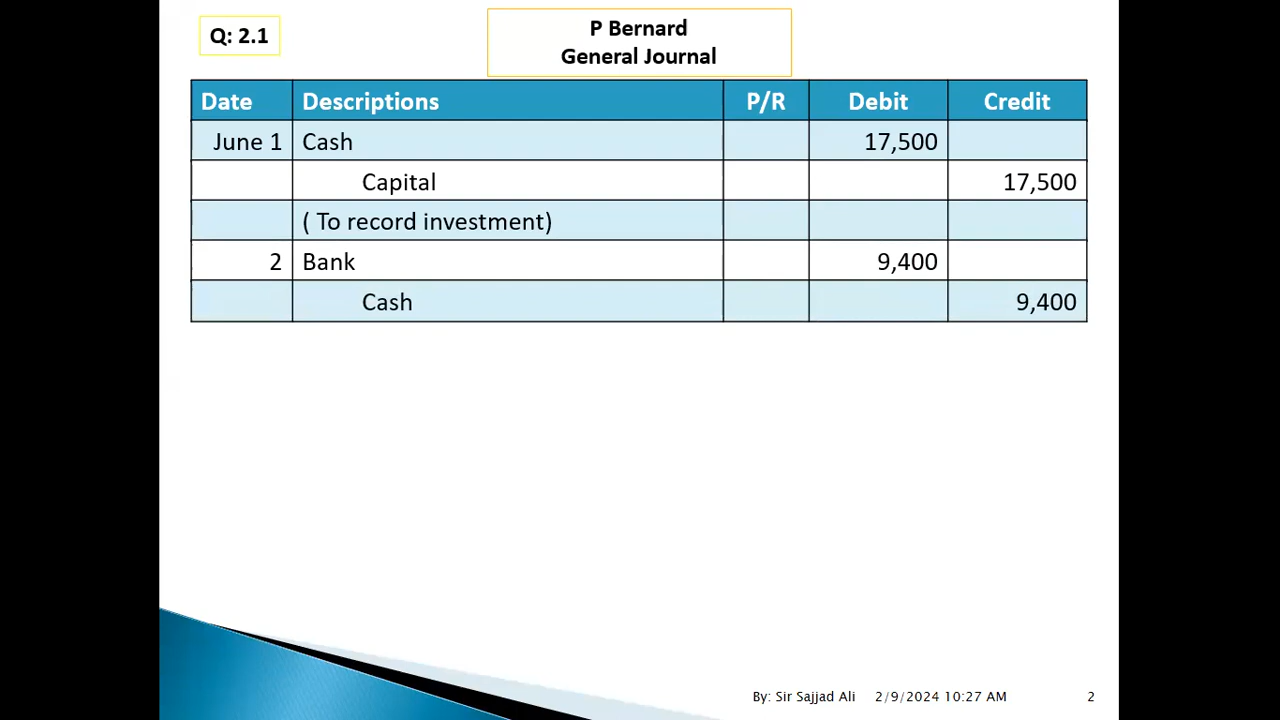 Q: 2.1
P Bernard
General Journal
Date Descriptions P/R Debit Credit
June 1 Cash 17,500
Capital 17,500
( To record investment)
2 Bank 9,400
Cash 9,400
By: Sir Sajjad Ali 2/9/2024 10:27 AM 2